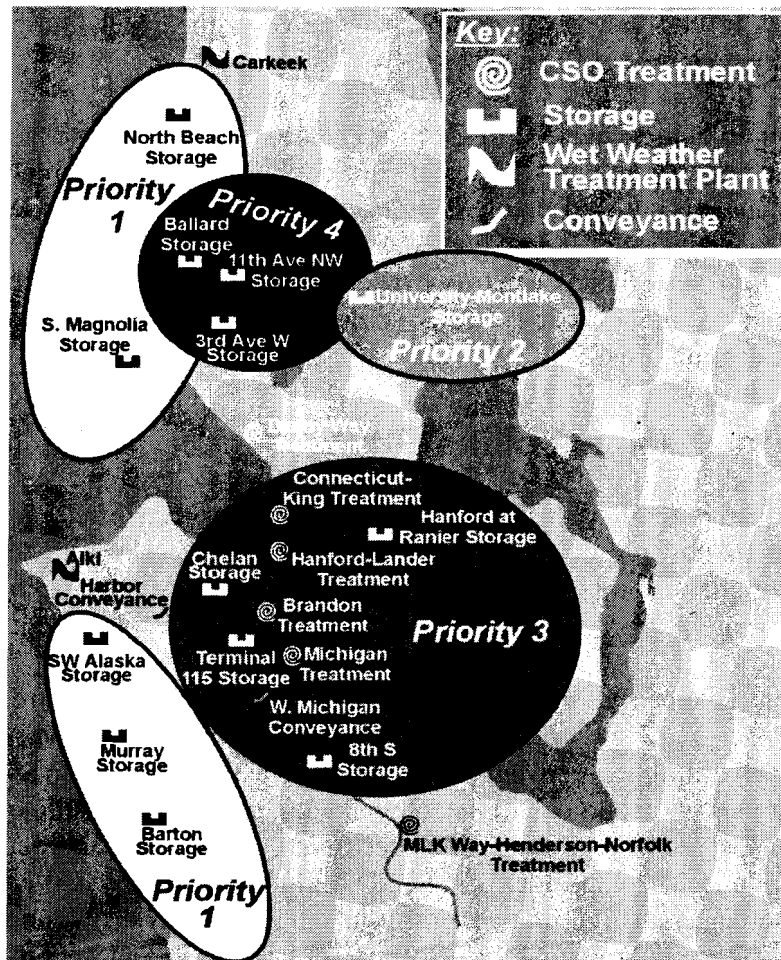 Key:
CSO Treatment
Storage
Wet Weather
Treatment Plant
Conveyance
Carkeek
North Beach
Storage
Priority
1
Priority 4
Ballard
Storage
11th Ave NW
Storage
3rd Ave W
Storage
S. Magnolia
Storage
University-Montlake
Storage
Priority 2
Connecticut-
King Treatment
Hanford at
Ranier Storage
Hanford-Lander
Treatment
Chelan
Storage
Brandon
Treatment
Priority 3
Terminal
115 Storage
Michigan
Treatment
W. Michigan
Conveyance
8th S
Storage
Alki
Harbor
Conveyance
SW Alaska
Storage
Murray
Storage
Barton
Storage
Priority
1
MLK Way-Henderson-Norfolk
Treatment